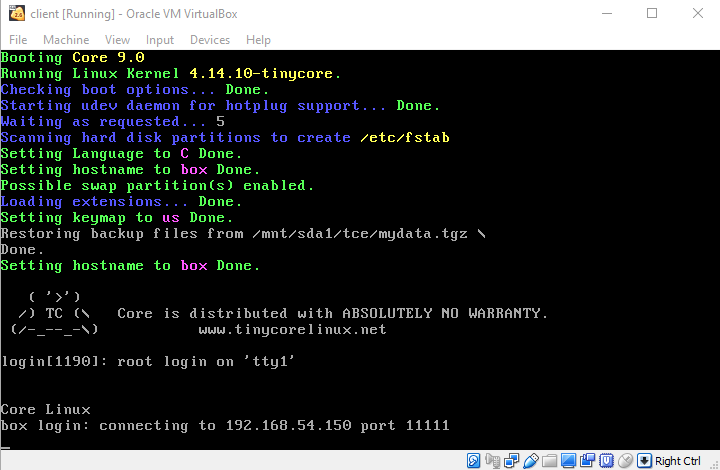 client [Running] - Oracle VM VirtualBox
File Machine View Input Devices Help
Booting Core 9.0
Running Linux Kernel 4.14.10-tinycore.
Checking boot options... Done.
Starting udev daemon for hotplug support... Done.
Waiting as requested... 5
Scanning hard disk partitions to create /etc/fstab
Setting Language to C Done.
Setting hostname to box Done.
Possible swap partition(s) enabled.
Loading extensions... Done.
Setting keymap to us Done.
Restoring backup files from /mnt/sda1/tce/mydata.tgz \
Done.
Setting hostname to box Done.
   ( '>')
  /) TC (\   Core is distributed with ABSOLUTELY NO WARRANTY.
 (/-_--_-\)           www.tinycorelinux.net
login[1190]: root login on 'tty1'
Core Linux
box login: connecting to 192.168.54.150 port 11111
_
Right Ctrl